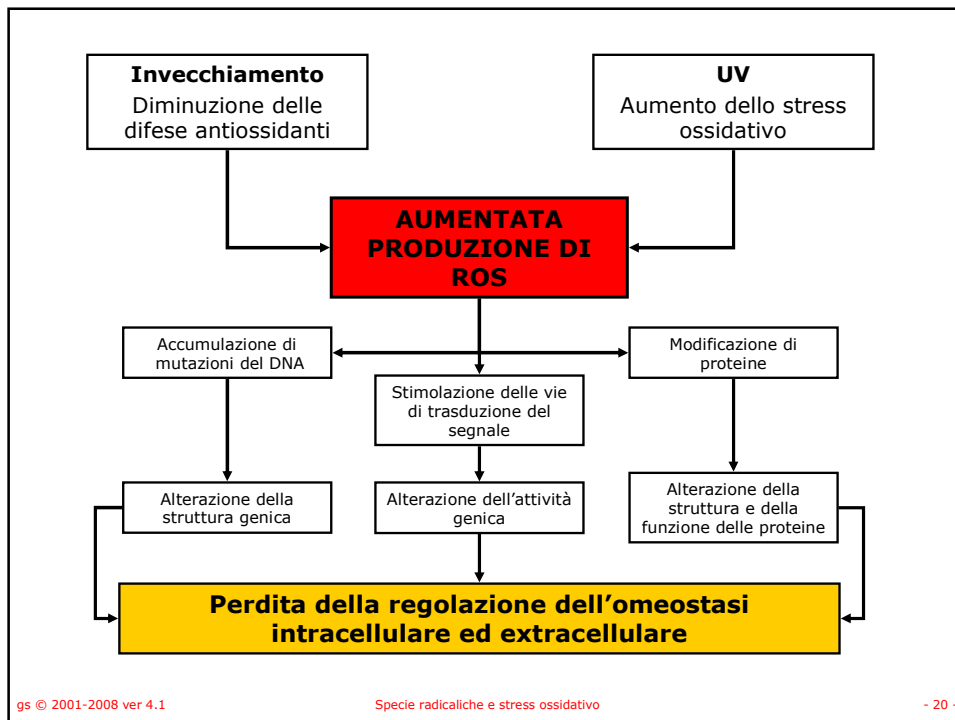 Invecchiamento
Diminuzione delle
difese antiossidanti
UV
Aumento dello stress
ossidativo
AUMENTATA
PRODUZIONE DI
ROS
Accumulazione di
mutazioni del DNA
Stimolazione delle vie
di trasduzione del
segnale
Modificazione di
proteine
Alterazione della
struttura genica
Alterazione dell’attività
genica
Alterazione della
struttura e della
funzione delle proteine
Perdita della regolazione dell’omeostasi
intracellulare ed extracellulare
gs © 2001-2008 ver 4.1
Specie radicaliche e stress ossidativo
- 20 -